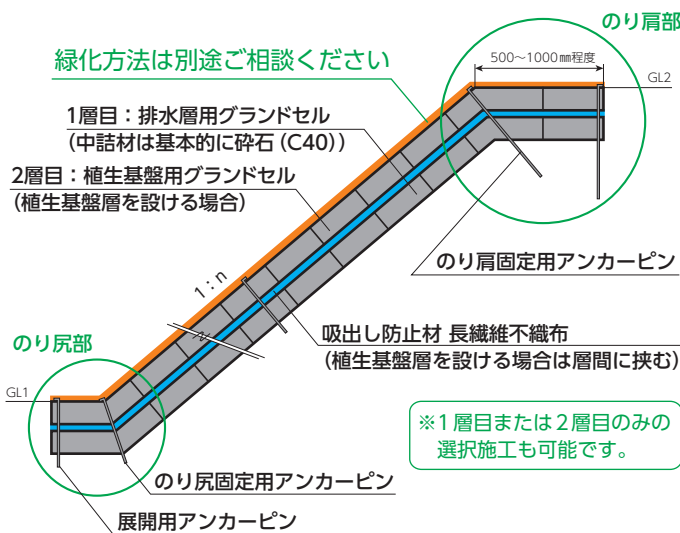 のり肩部
500〜1000㎜程度
GL2
緑化方法は別途ご相談ください
1層目：排水層用グランドセル
（中詰材は基本的に砕石（C40））
2層目：植生基盤用グランドセル
（植生基盤層を設ける場合）
のり肩固定用アンカーピン
1：n
吸出し防止材 長繊維不織布
（植生基盤層を設ける場合は層間に挟む）
のり尻部
GL1
※1層目または2層目のみの
選択施工も可能です。
のり尻固定用アンカーピン
展開用アンカーピン